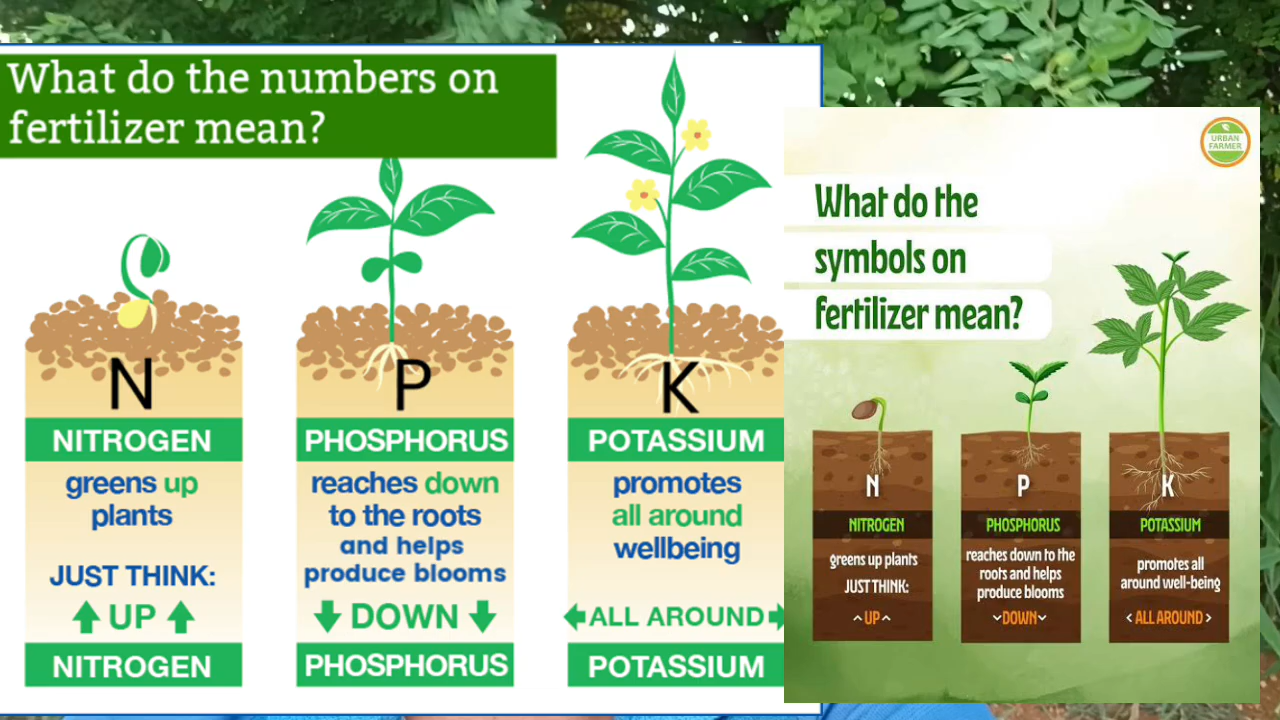 What do the numbers on
fertilizer mean?
N
NITROGEN
greens up
plants
JUST THINK:
UP
NITROGEN
P
PHOSPHORUS
reaches down
to the roots
and helps
produce blooms
DOWN
PHOSPHORUS
K
POTASSIUM
promotes
all around
wellbeing
ALL AROUND
POTASSIUM
URBAN
FARMER
What do the
symbols on
fertilizer mean?
N
NITROGEN
greens up plants
JUST THINK:
^ UP ^
P
PHOSPHORUS
reaches down to the
roots and helps
produce blooms
DOWN
K
POTASSIUM
promotes all
around well-being
< ALL AROUND >